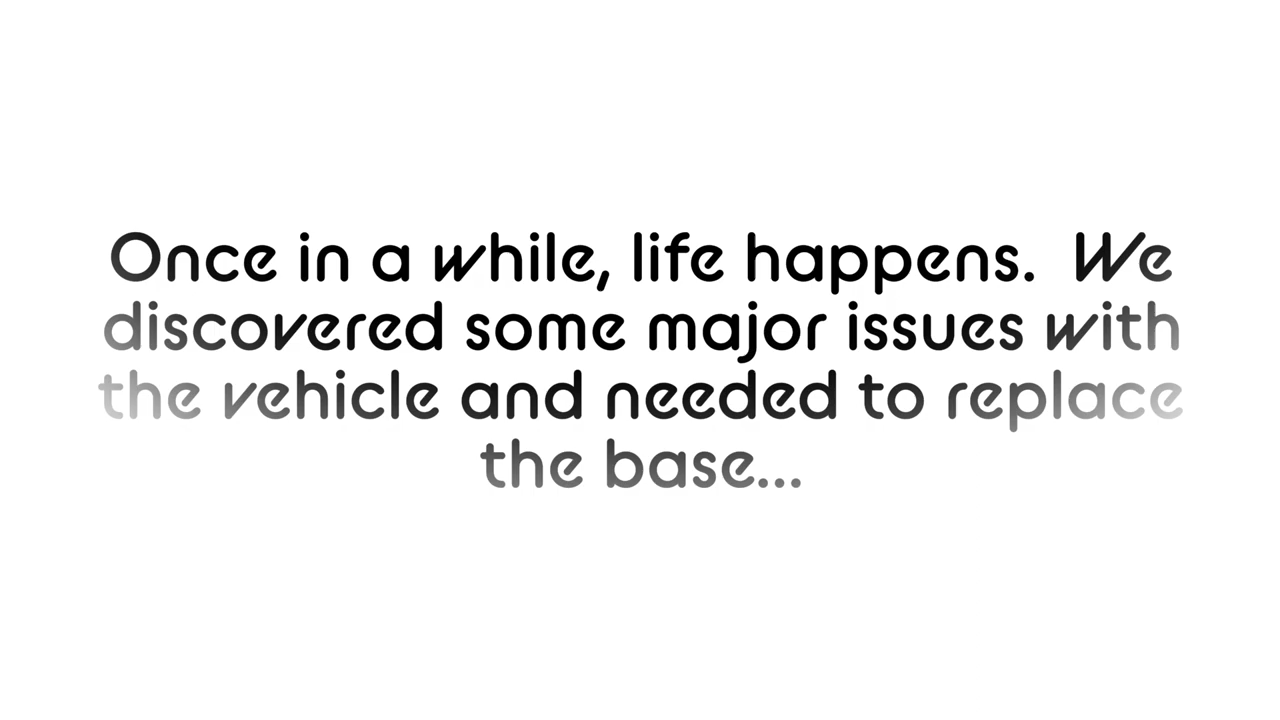 Once in a while, life happens.  We
discovered some major issues with
the vehicle and needed to replace
the base...